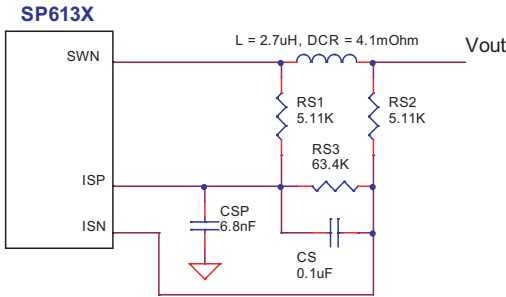 SP613X
L = 2.7uH, DCR = 4.1mOhm
Vout
SWN
RS1
5.11K
RS2
5.11K
RS3
63.4K
ISP
CSP
6.8nF
ISN
CS
0.1uF